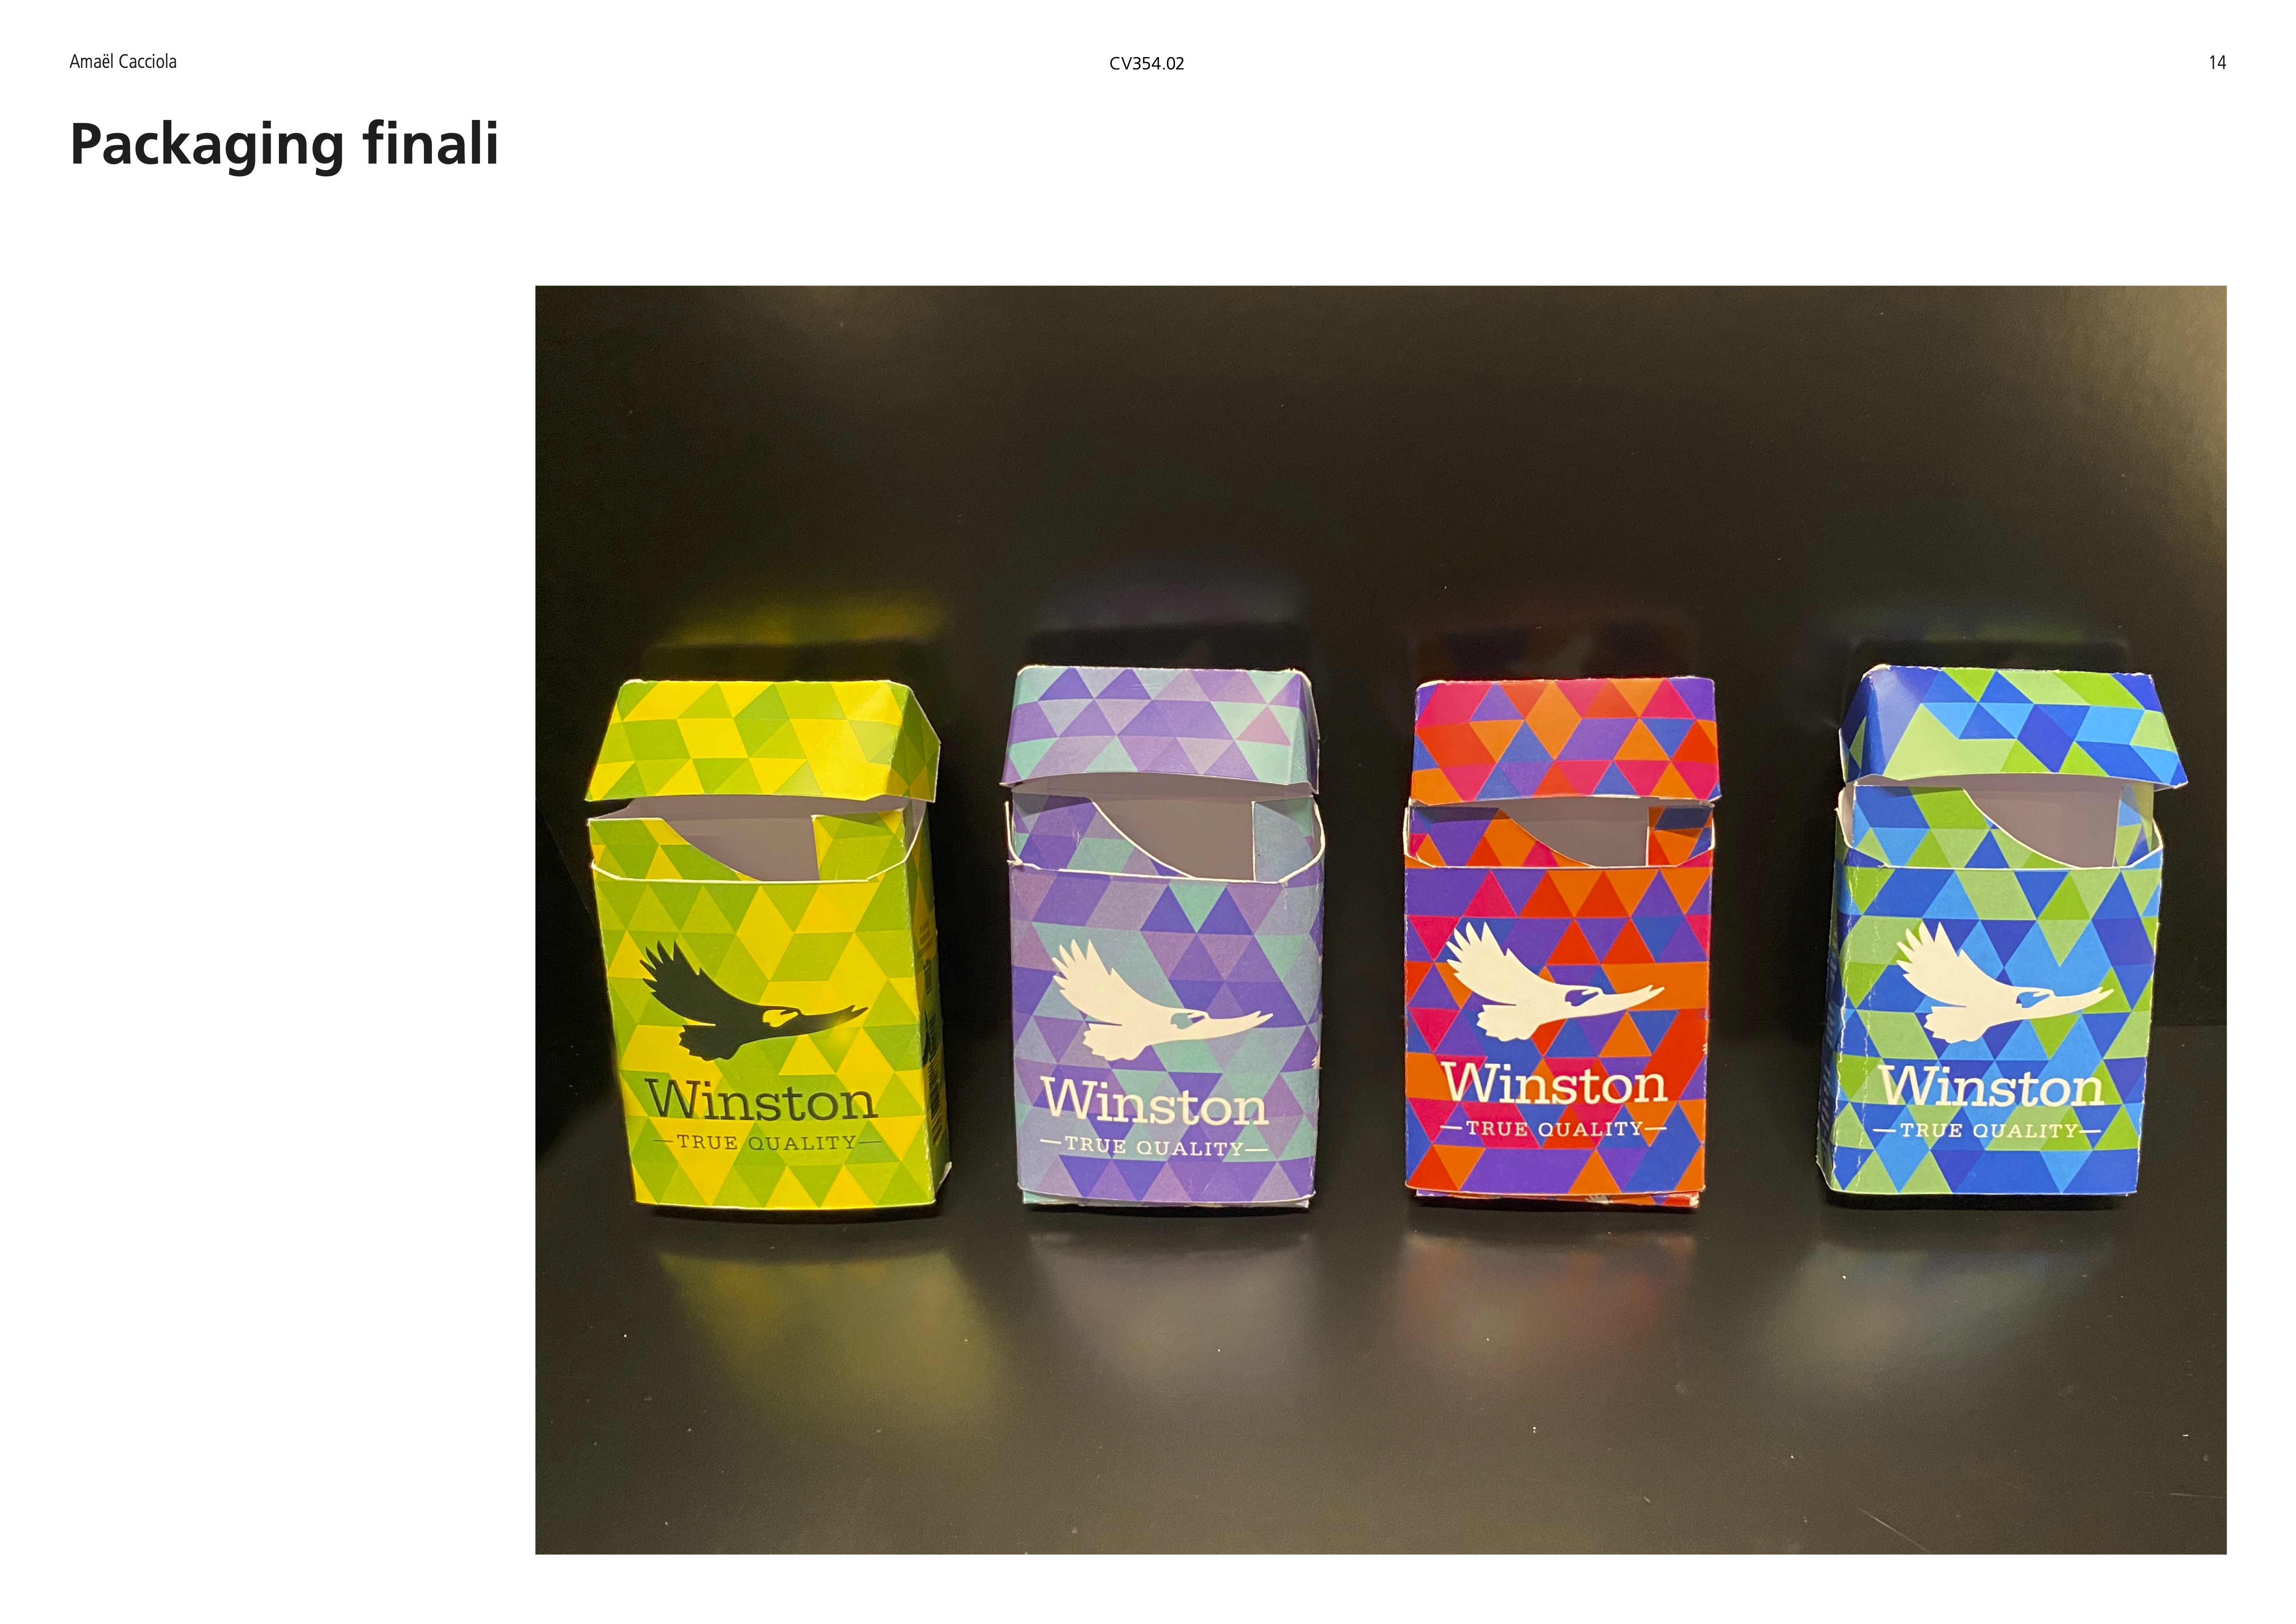 Amaël Cacciola
CV354.02
14
Packaging finali
Winston
—TRUE QUALITY—
Winston
—TRUE QUALITY—
Winston
—TRUE QUALITY—
Winston
—TRUE QUALITY—